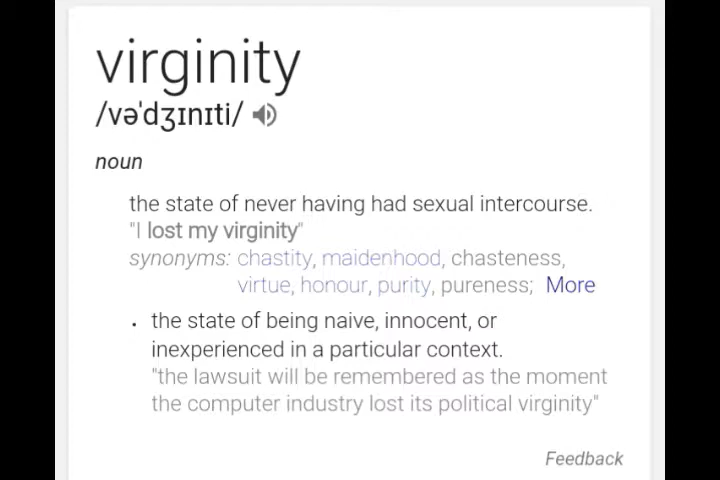 virginity
/vəˈdʒɪnɪti/
noun
the state of never having had sexual intercourse.
"I lost my virginity"
synonyms: chastity, maidenhood, chasteness,
virtue, honour, purity, pureness; More
• the state of being naive, innocent, or
inexperienced in a particular context.
"the lawsuit will be remembered as the moment
the computer industry lost its political virginity"
Feedback